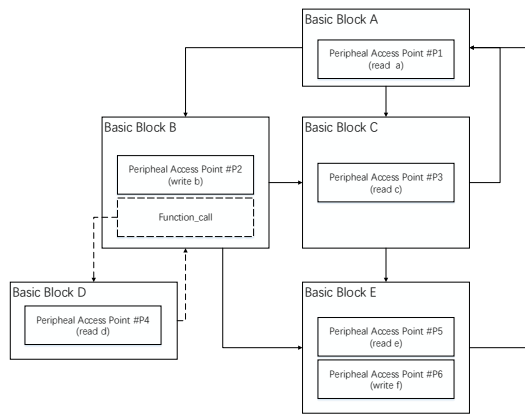 Basic Block A
Peripheal Access Point #P1
(read a)
Basic Block B
Peripheal Access Point #P2
(write b)
Function_call
Basic Block C
Peripheal Access Point #P3
(read c)
Basic Block D
Peripheal Access Point #P4
(read d)
Basic Block E
Peripheal Access Point #P5
(read e)
Peripheal Access Point #P6
(write f)